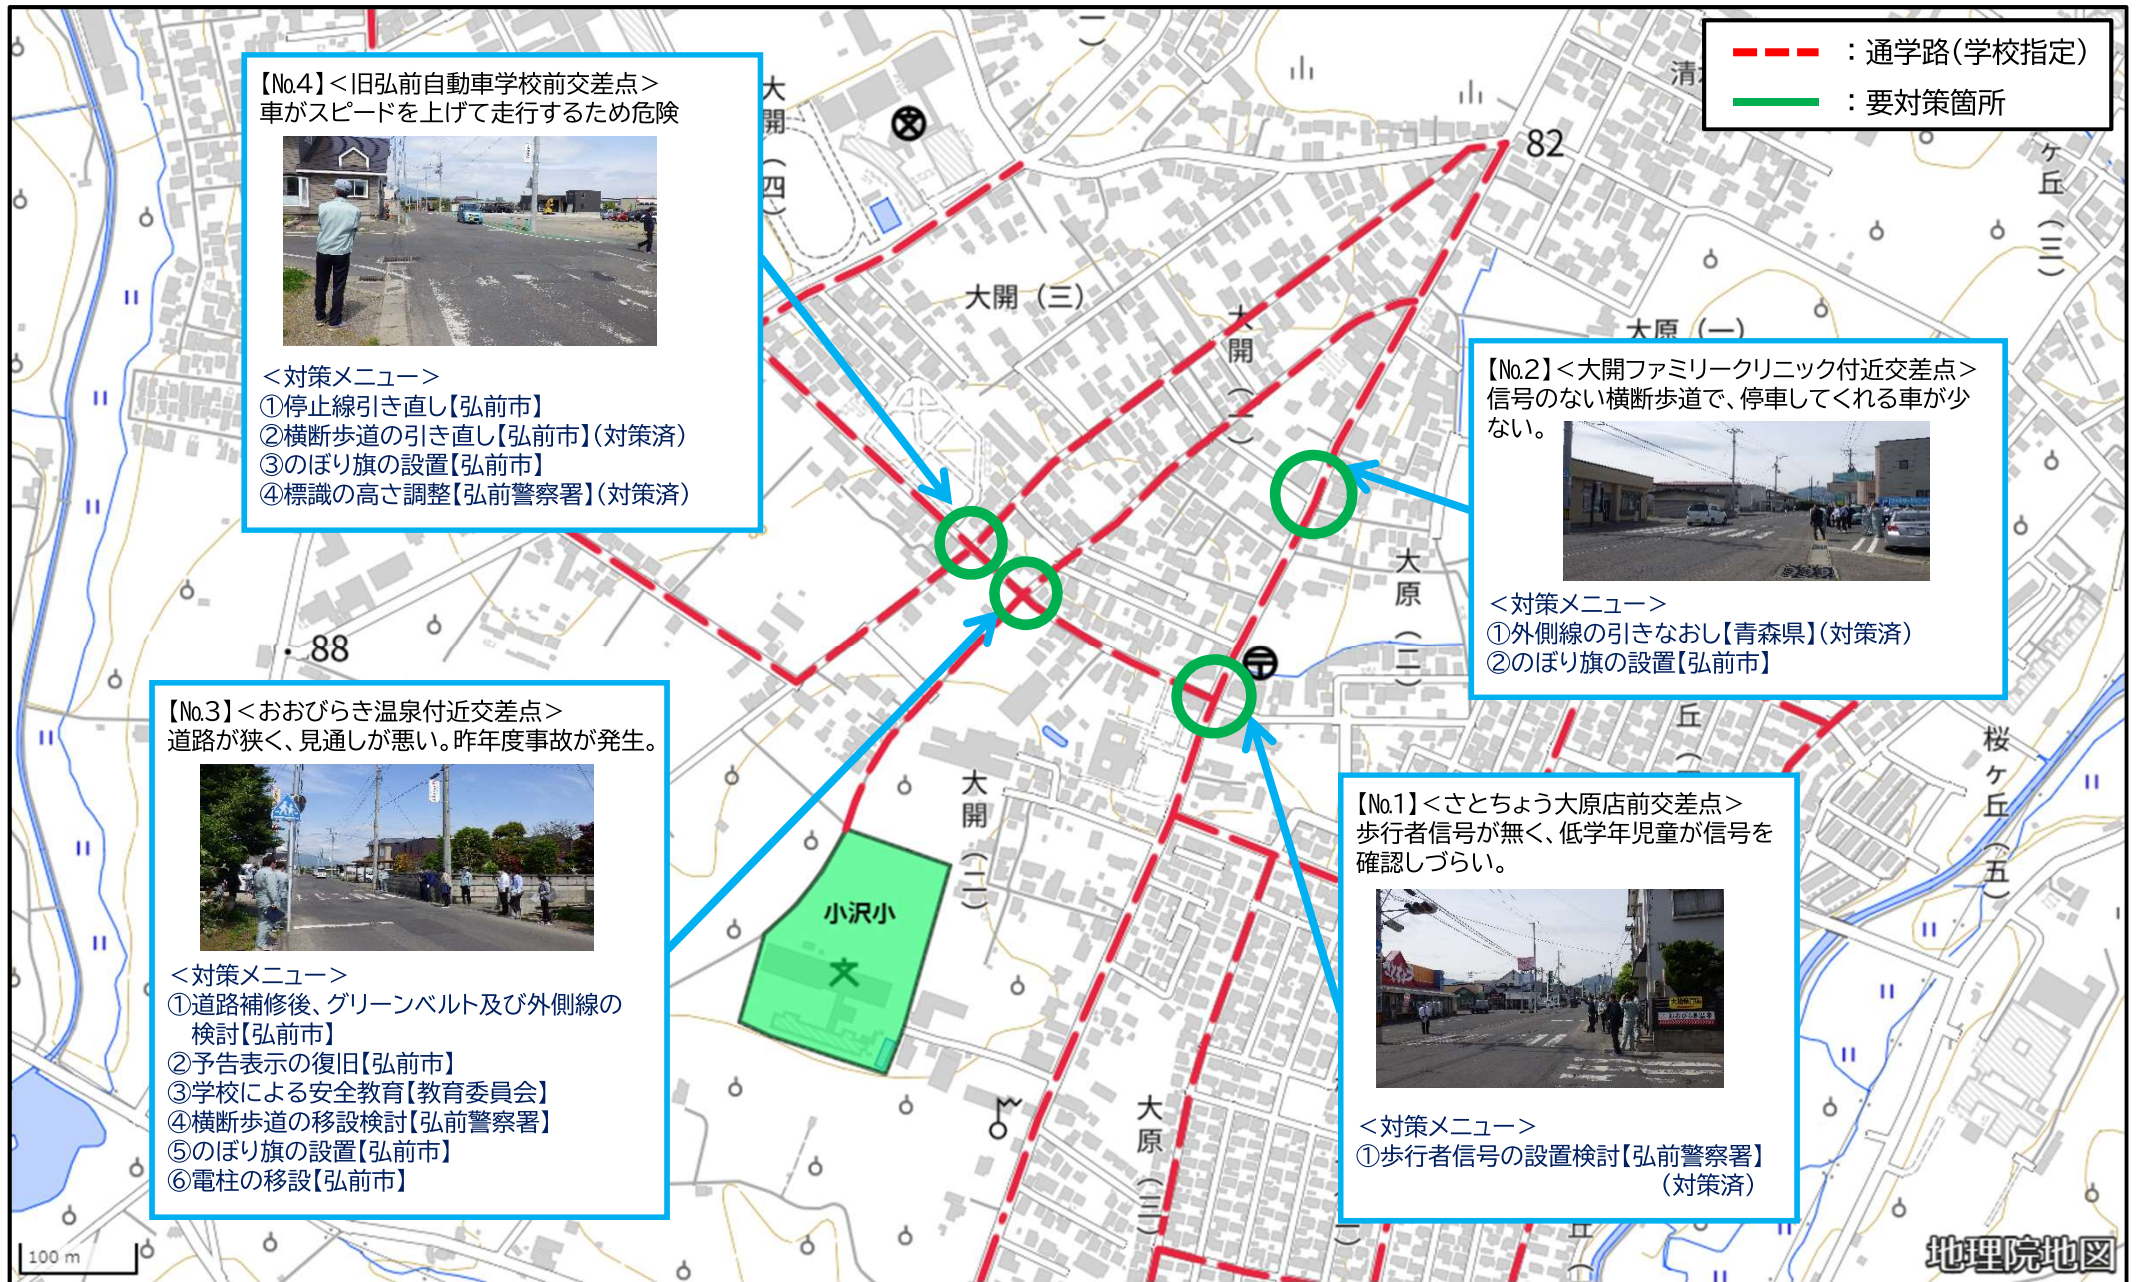 ：通学路（学校指定）
：要対策箇所
【No.4】＜旧弘前自動車学校前交差点＞
車がスピードを上げて走行するため危険
＜対策メニュー＞
①停止線引き直し【弘前市】
②横断歩道の引き直し【弘前市】（対策済）
③のぼり旗の設置【弘前市】
④標識の高さ調整【弘前警察署】（対策済）
【No.2】＜大開ファミリークリニック付近交差点＞
信号のない横断歩道で、停車してくれる車が少
ない。
＜対策メニュー＞
①外側線の引きなおし【青森県】（対策済）
②のぼり旗の設置【弘前市】
【No.3】＜おおびらき温泉付近交差点＞
道路が狭く、見通しが悪い。昨年度事故が発生。
＜対策メニュー＞
①道路補修後、グリーンベルト及び外側線の
検討【弘前市】
②予告表示の復旧【弘前市】
③学校による安全教育【教育委員会】
④横断歩道の移設検討【弘前警察署】
⑤のぼり旗の設置【弘前市】
⑥電柱の移設【弘前市】
【No.1】＜さとちょう大原店前交差点＞
歩行者信号が無く、低学年児童が信号を
確認しづらい。
＜対策メニュー＞
①歩行者信号の設置検討【弘前警察署】
（対策済）
大開（四）
82
ケ丘（三）
大開（三）
大開（一）
大原（一）
大原（二）
88
大開（二）
小沢小
文
桜ケ丘（五）
大原（三）
100 m
地理院地図